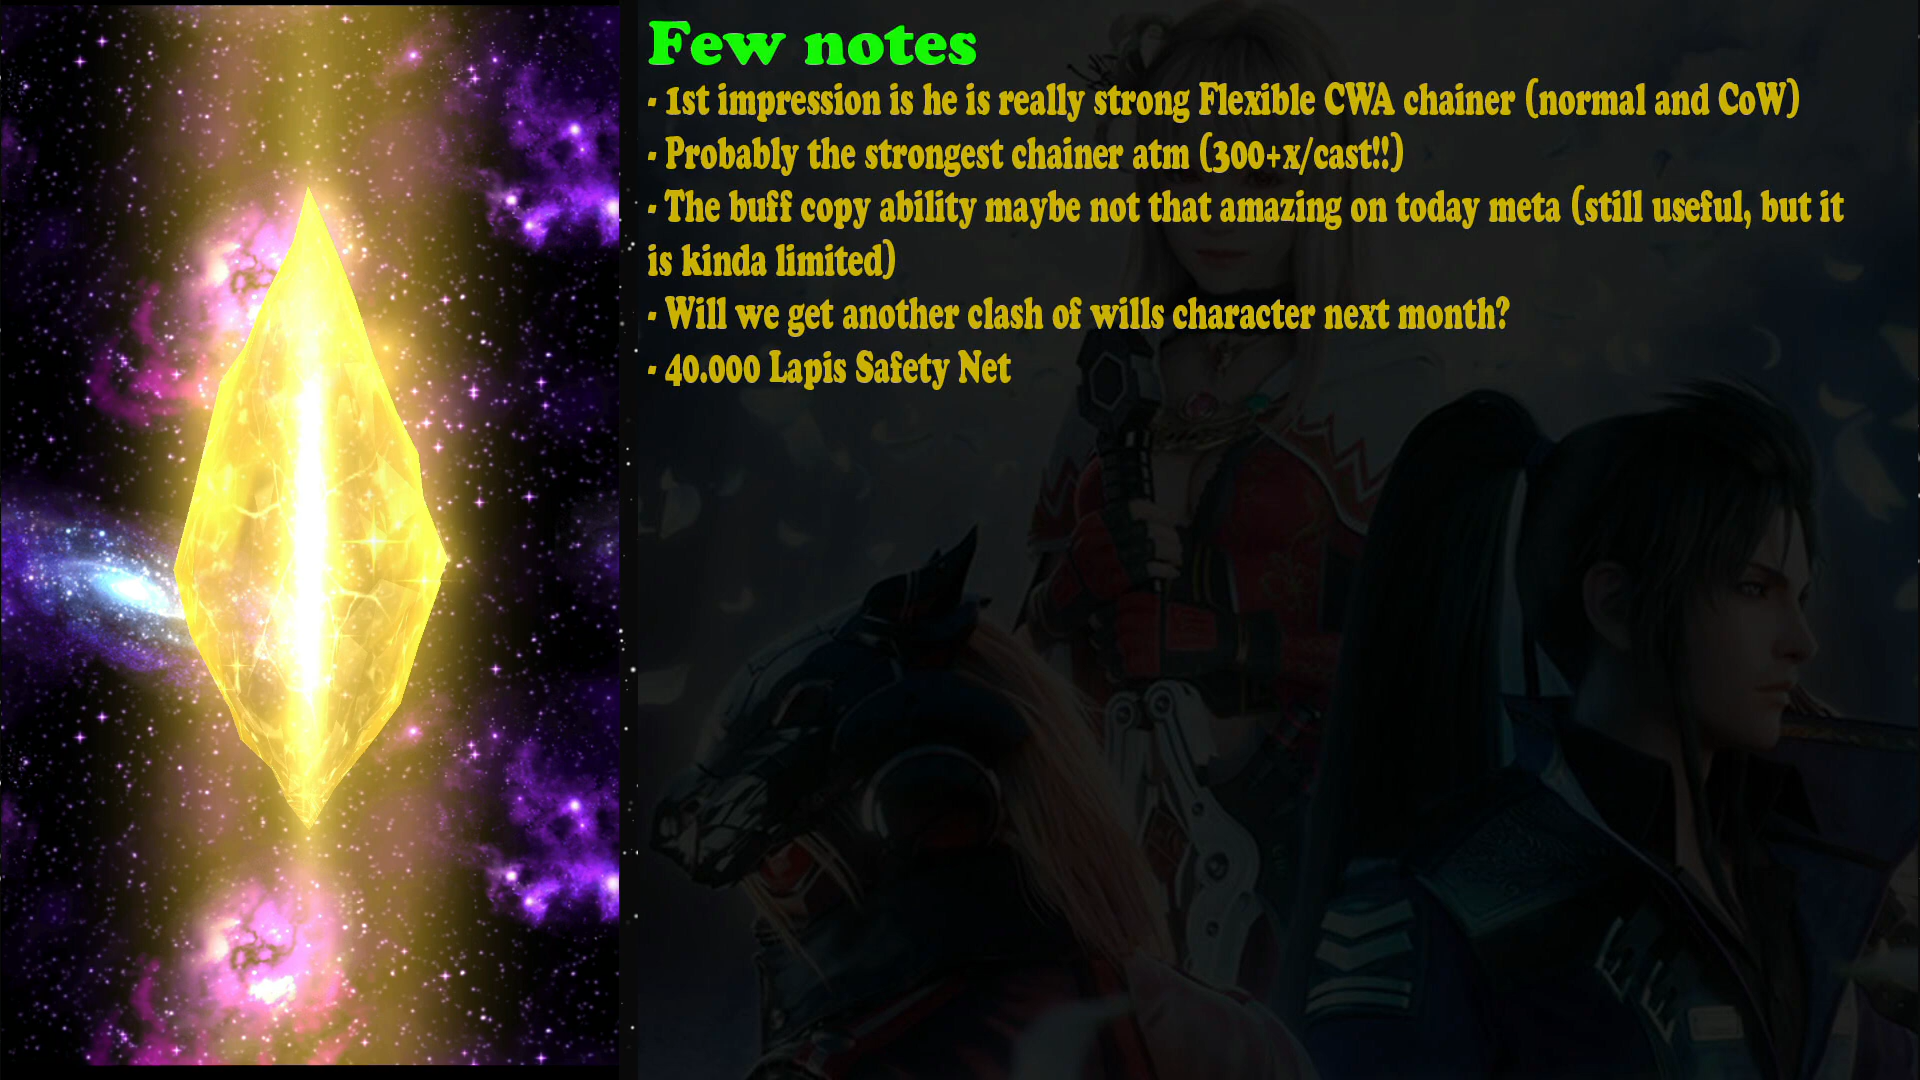 Few notes
- 1st impression is he is really strong Flexible CWA chainer (normal and CoW)
- Probably the strongest chainer atm (300+x/cast!!)
- The buff copy ability maybe not that amazing on today meta (still useful, but it
is kinda limited)
- Will we get another clash of wills character next month?
- 40.000 Lapis Safety Net